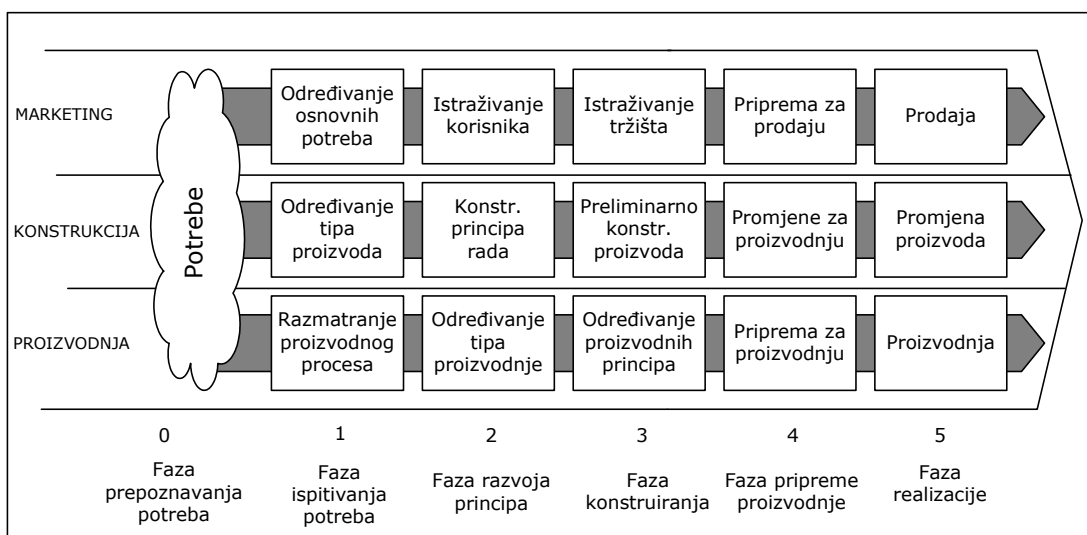 MARKETING
Potrebe
Određivanje
osnovnih
potreba
Istraživanje
korisnika
Istraživanje
tržišta
Priprema za
prodaju
Prodaja
KONSTRUKCIJA
Određivanje
tipa
proizvoda
Konstr.
principa
rada
Preliminarno
konstr.
proizvoda
Promjene za
proizvodnju
Promjena
proizvoda
PROIZVODNJA
Razmatranje
proizvodnog
procesa
Određivanje
tipa
proizvodnje
Određivanje
proizvodnih
principa
Priprema za
proizvodnju
Proizvodnja
0
Faza
prepoznavanja
potreba
1
Faza
ispitivanja
potreba
2
Faza razvoja
principa
3
Faza
konstruiranja
4
Faza pripreme
proizvodnje
5
Faza
realizacije